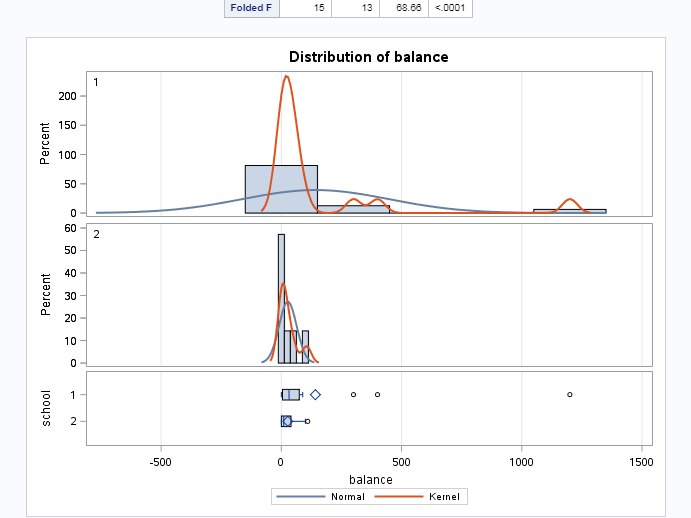 Folded F 15 13 68.66 <.0001
Distribution of balance
1
Percent
200
150
100
50
0
2
Percent
60
50
40
30
20
10
0
school
1
2
-500 0 500 1000 1500
balance
Normal Kernel